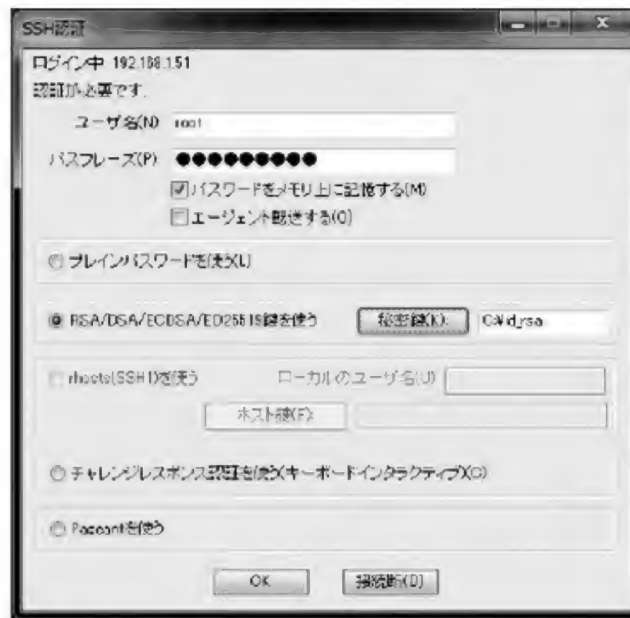 SSH認証
ログイン中 192.168.1.51
認証が必要です.
ユーザ名(N) root
パスフレーズ(P) ●●●●●●●●●
パスワードをメモリ上に記憶する(M)
エージェント転送する(O)
プレインパスワードを使う(L)
RSA/DSA/ECDSA/ED25519鍵を使う 秘密鍵(K): C:¥id_rsa
rhosts(SSH1)を使う ローカルのユーザ名(U)
ホスト鍵(F):
チャレンジレスポンス認証を使う(キーボードインタラクティブ)(C)
Pageantを使う
OK 接続断(D)